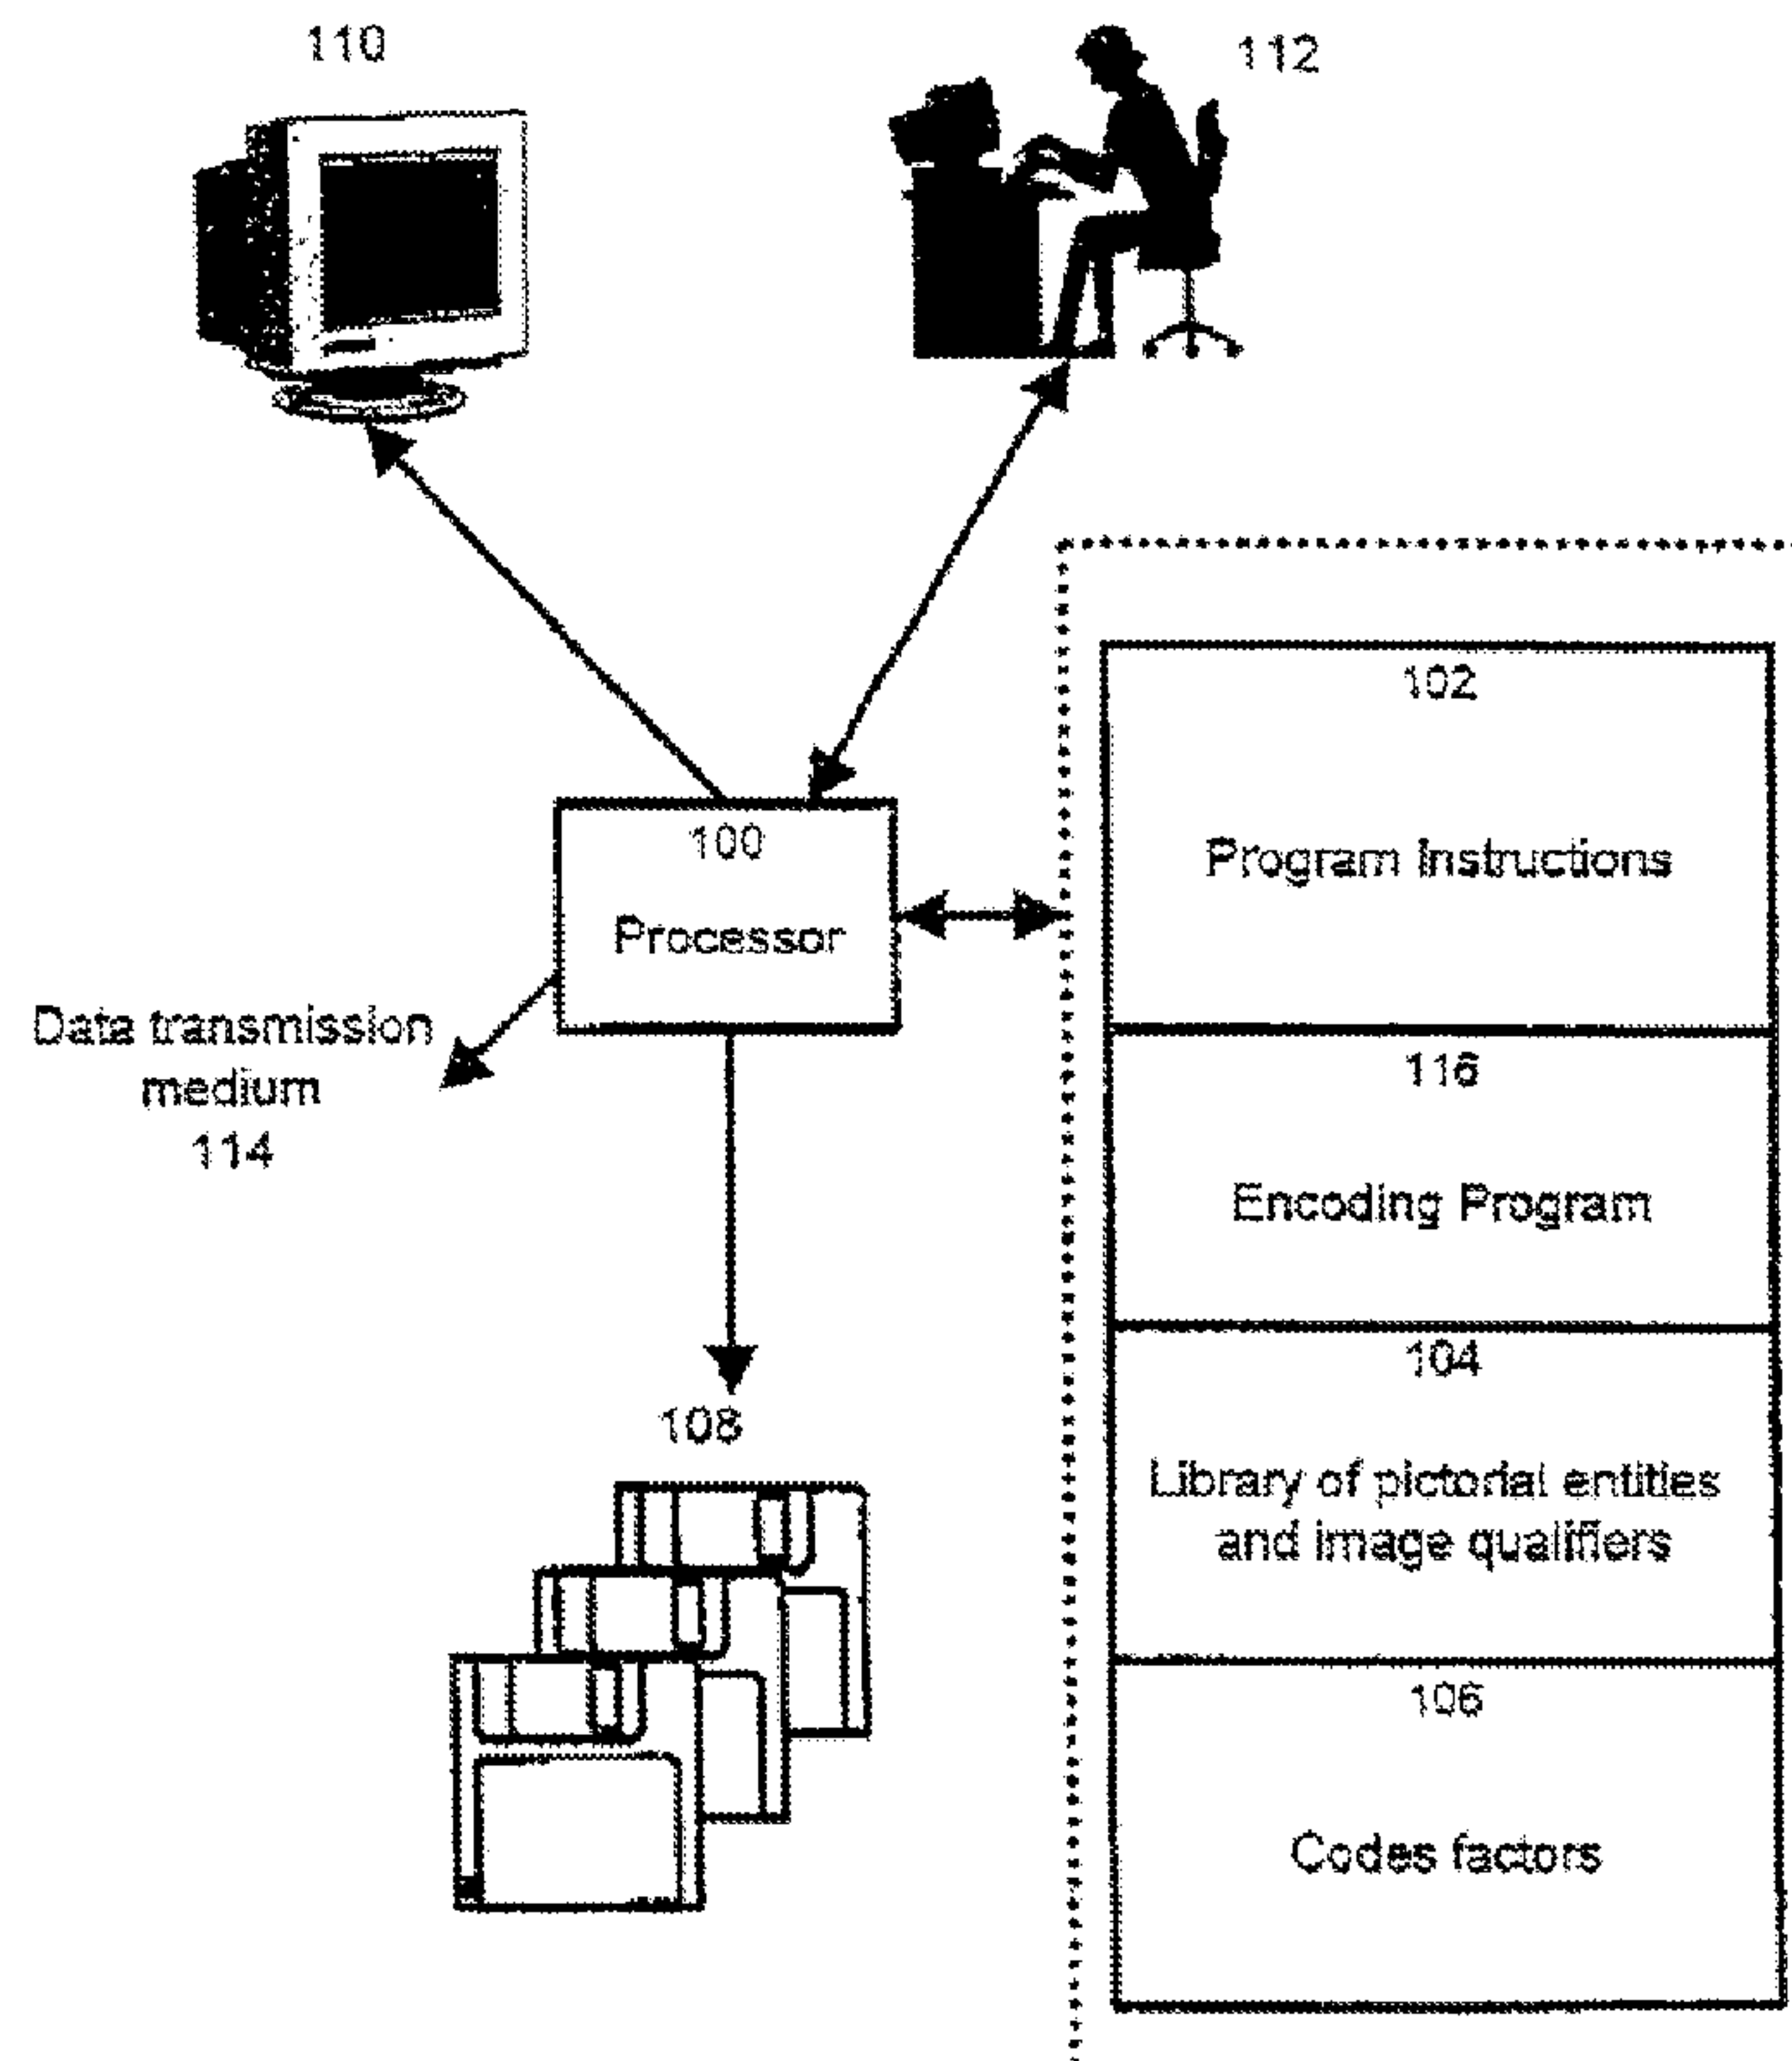 110
112
102
Program Instructions
100
Processor
Data transmission
medium
114
116
Encoding Program
104
Library of pictorial entities
and image qualifiers
108
106
Codes factors